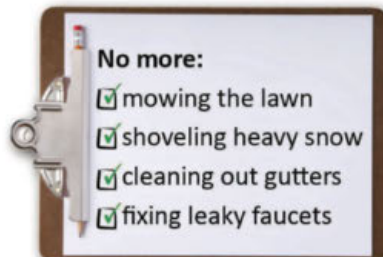 No more:
mowing the lawn
shoveling heavy snow
cleaning out gutters
fixing leaky faucets